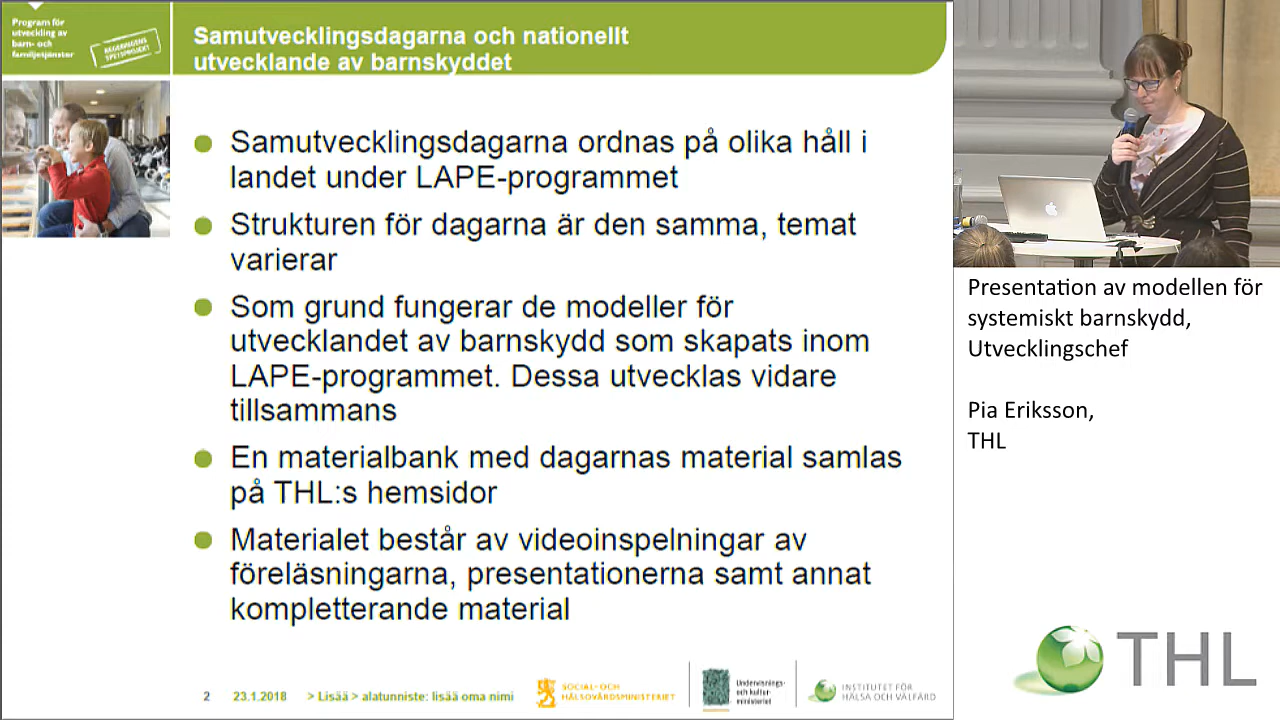 Program för
utveckling av
barn- och
familjetjänster
REGERINGENS
SPETSPROJEKT
Samutvecklingsdagarna och nationellt
utvecklande av barnskyddet
Samutvecklingsdagarna ordnas på olika håll i
landet under LAPE-programmet
Strukturen för dagarna är den samma, temat
varierar
Som grund fungerar de modeller för
utvecklandet av barnskydd som skapats inom
LAPE-programmet. Dessa utvecklas vidare
tillsammans
En materialbank med dagarnas material samlas
på THL:s hemsidor
Materialet består av videoinspelningar av
föreläsningarna, presentationerna samt annat
kompletterande material
2 23.1.2018 > Lisää > alatunniste: lisää oma nimi
SOCIAL- OCH
HÄLSOVÅRDSMINISTERIET
Undervisnings-
och kultur-
ministeriet
INSTITUTET FÖR
HÄLSA OCH VÄLFÄRD
Presentation av modellen för
systemiskt barnskydd,
Utvecklingschef
Pia Eriksson,
THL
THL